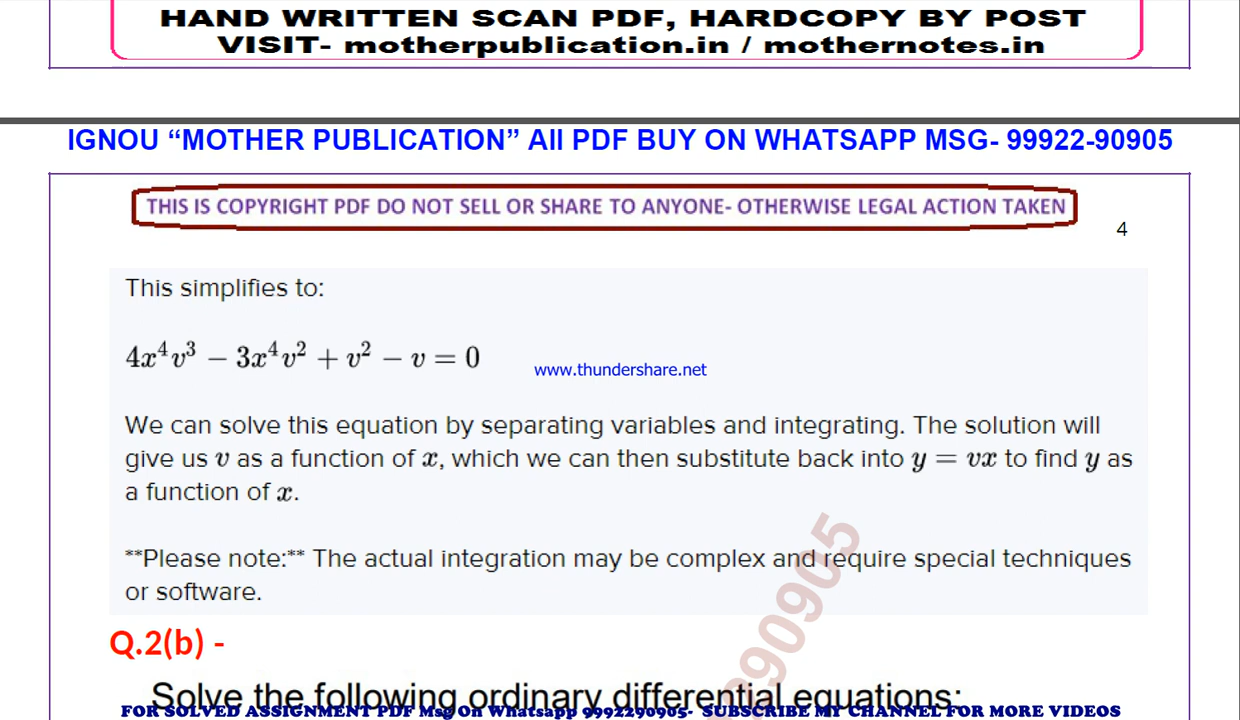 HAND WRITTEN SCAN PDF, HARDCOPY BY POST
VISIT- motherpublication.in / mothernotes.in
IGNOU “MOTHER PUBLICATION” All PDF BUY ON WHATSAPP MSG- 99922-90905
THIS IS COPYRIGHT PDF DO NOT SELL OR SHARE TO ANYONE- OTHERWISE LEGAL ACTION TAKEN
4
This simplifies to:
4x⁴v³ − 3x⁴v² + v² − v = 0
www.thundershare.net
We can solve this equation by separating variables and integrating. The solution will
give us v as a function of x, which we can then substitute back into y = vx to find y as
a function of x.
**Please note:** The actual integration may be complex and require special techniques
or software.
90905
Q.2(b) -
Solve the following ordinary differential equations:
FOR SOLVED ASSIGNMENT PDF Msg On Whatsapp 9992290905- SUBSCRIBE MY CHANNEL FOR MORE VIDEOS